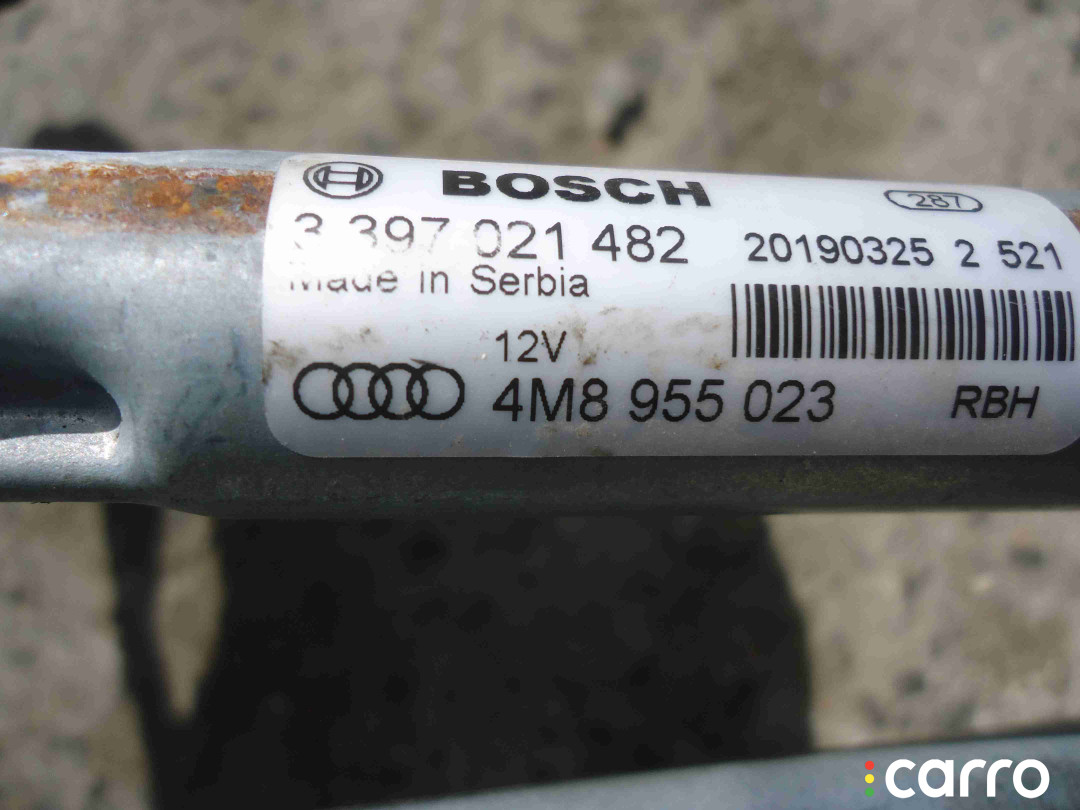 BOSCH 287
3 397 021 482 20190325 2 521
Made in Serbia
12V
4M8 955 023 RBH
carro